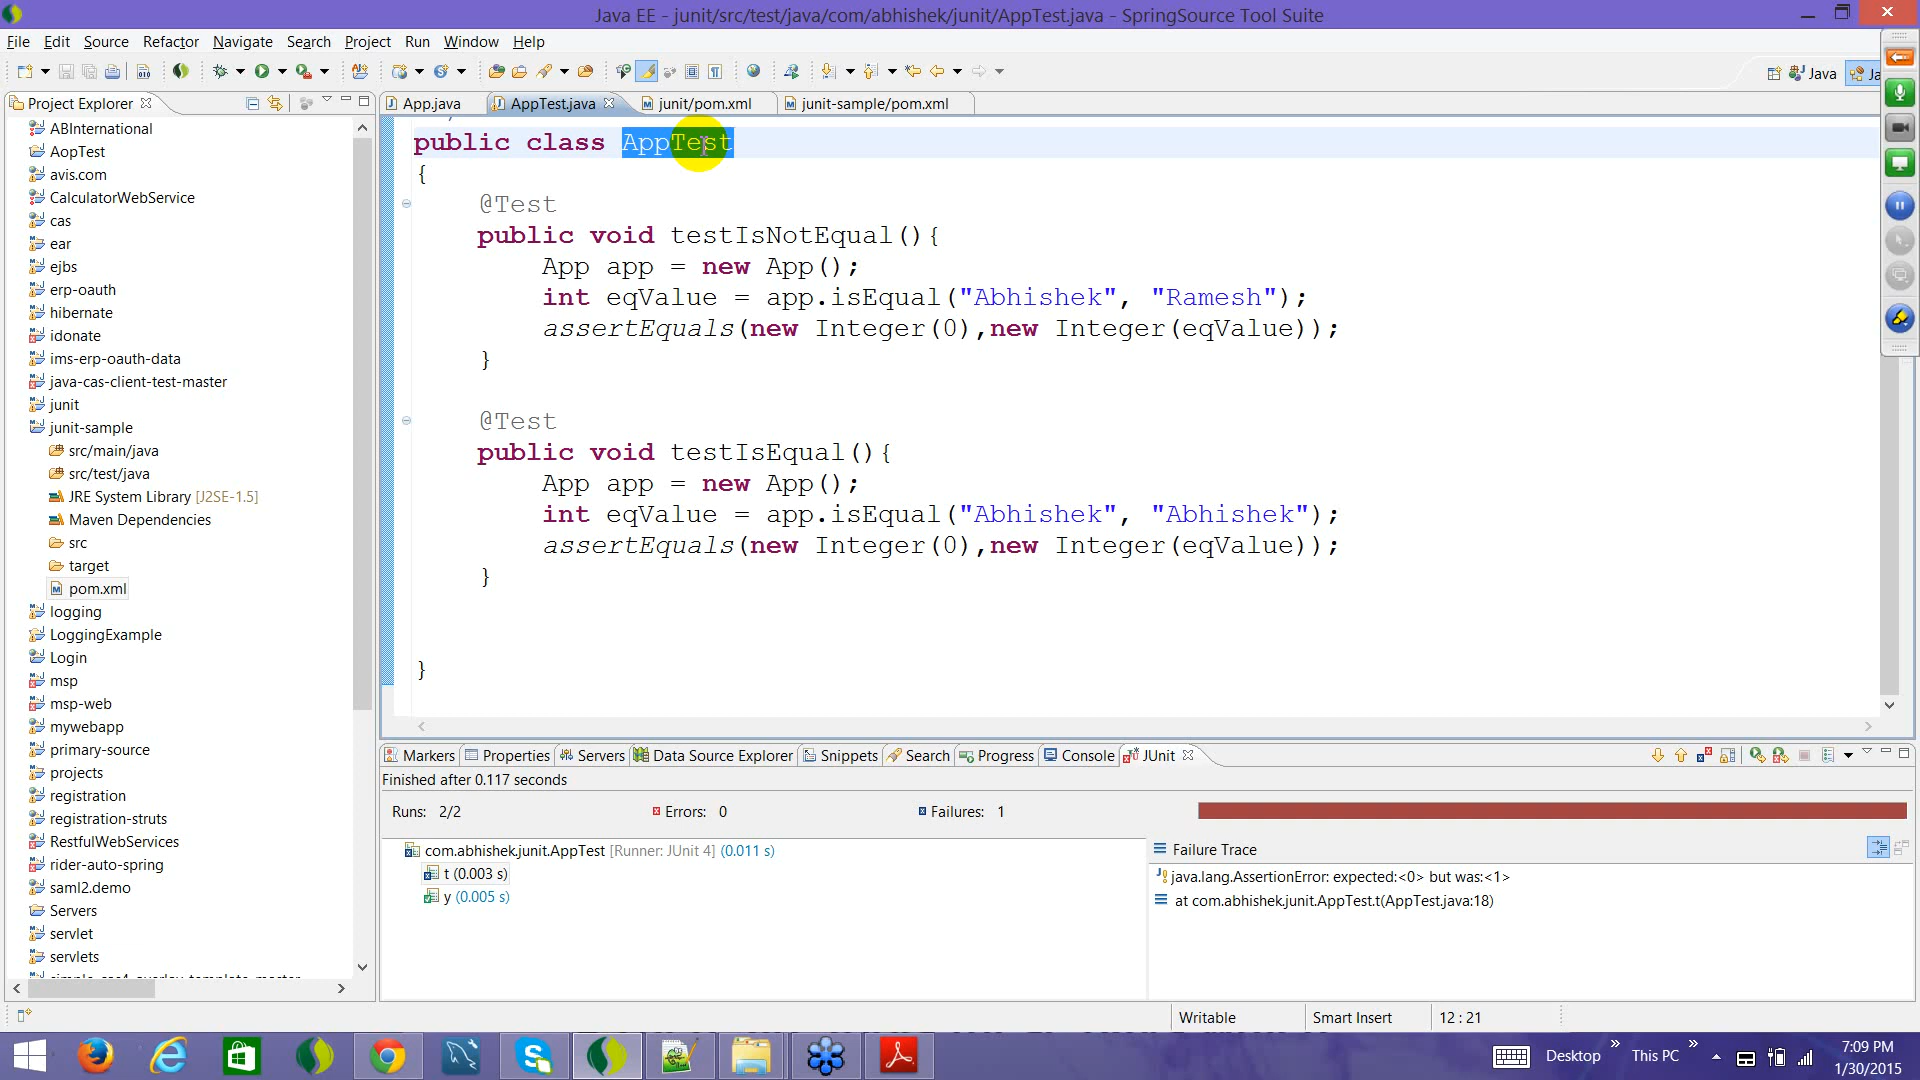 Java EE - junit/src/test/java/com/abhishek/junit/AppTest.java - SpringSource Tool Suite
File Edit Source Refactor Navigate Search Project Run Window Help
Java
Ja
Project Explorer
App.java
AppTest.java
junit/pom.xml
junit-sample/pom.xml
ABInternational
AopTest
avis.com
CalculatorWebService
cas
ear
ejbs
erp-oauth
hibernate
idonate
ims-erp-oauth-data
java-cas-client-test-master
junit
junit-sample
src/main/java
src/test/java
JRE System Library [J2SE-1.5]
Maven Dependencies
src
target
pom.xml
logging
LoggingExample
Login
msp
msp-web
mywebapp
primary-source
projects
registration
registration-struts
RestfulWebServices
rider-auto-spring
saml2.demo
Servers
servlet
servlets
public class AppTest
{
@Test
public void testIsNotEqual(){
App app = new App();
int eqValue = app.isEqual("Abhishek", "Ramesh");
assertEquals(new Integer(0),new Integer(eqValue));
}
@Test
public void testIsEqual(){
App app = new App();
int eqValue = app.isEqual("Abhishek", "Abhishek");
assertEquals(new Integer(0),new Integer(eqValue));
}
}
Markers Properties Servers Data Source Explorer Snippets Search Progress Console JUnit
Finished after 0.117 seconds
Runs: 2/2 Errors: 0 Failures: 1
com.abhishek.junit.AppTest [Runner: JUnit 4] (0.011 s)
t (0.003 s)
y (0.005 s)
Failure Trace
java.lang.AssertionError: expected:<0> but was:<1>
at com.abhishek.junit.AppTest.t(AppTest.java:18)
Writable Smart Insert 12 : 21
Desktop » This PC »
7:09 PM
1/30/2015